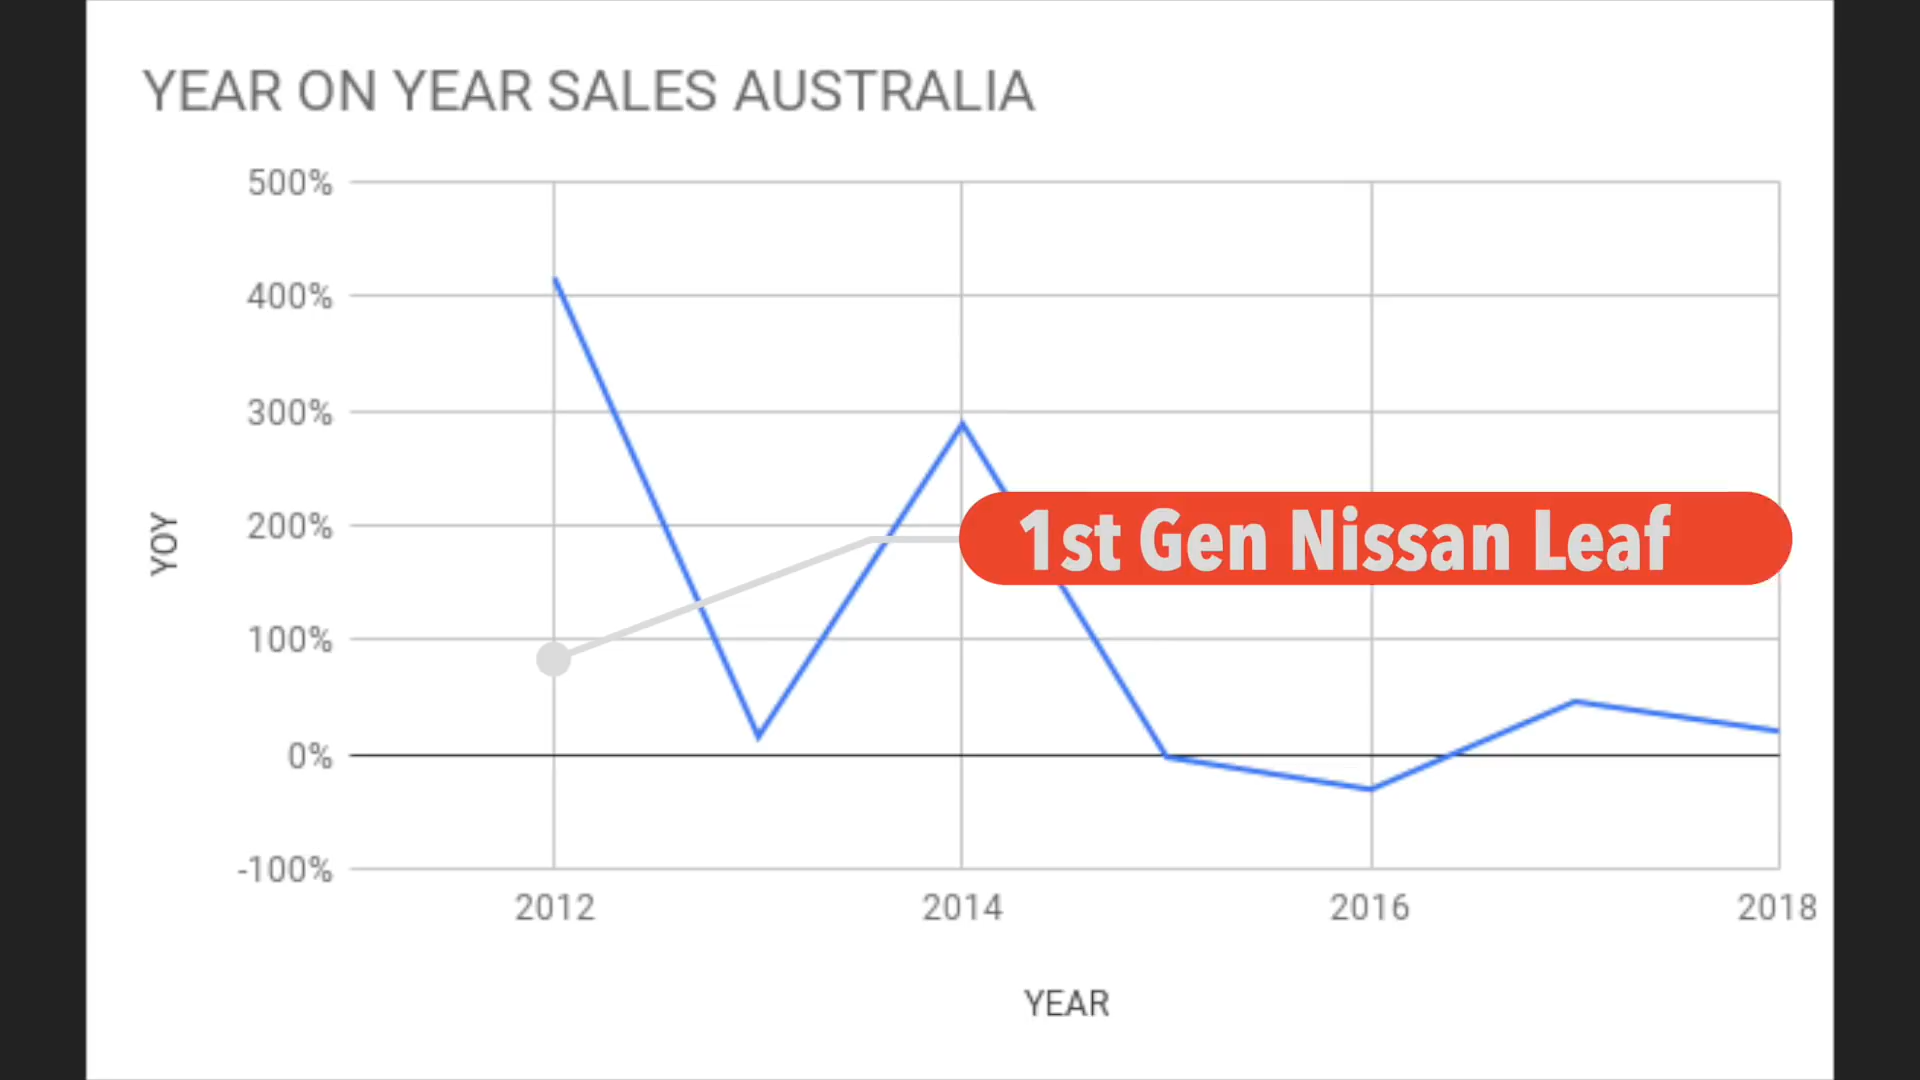 YEAR ON YEAR SALES AUSTRALIA
500%
400%
300%
200%
100%
0%
-100%
YOY
1st Gen Nissan Leaf
2012 2014 2016 2018
YEAR